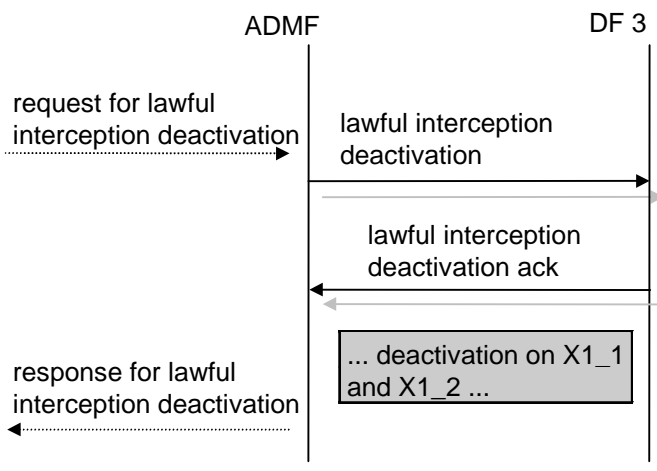 ADMF
DF 3
request for lawful
interception deactivation
lawful interception
deactivation
lawful interception
deactivation ack
... deactivation on X1_1
and X1_2 ...
response for lawful
interception deactivation